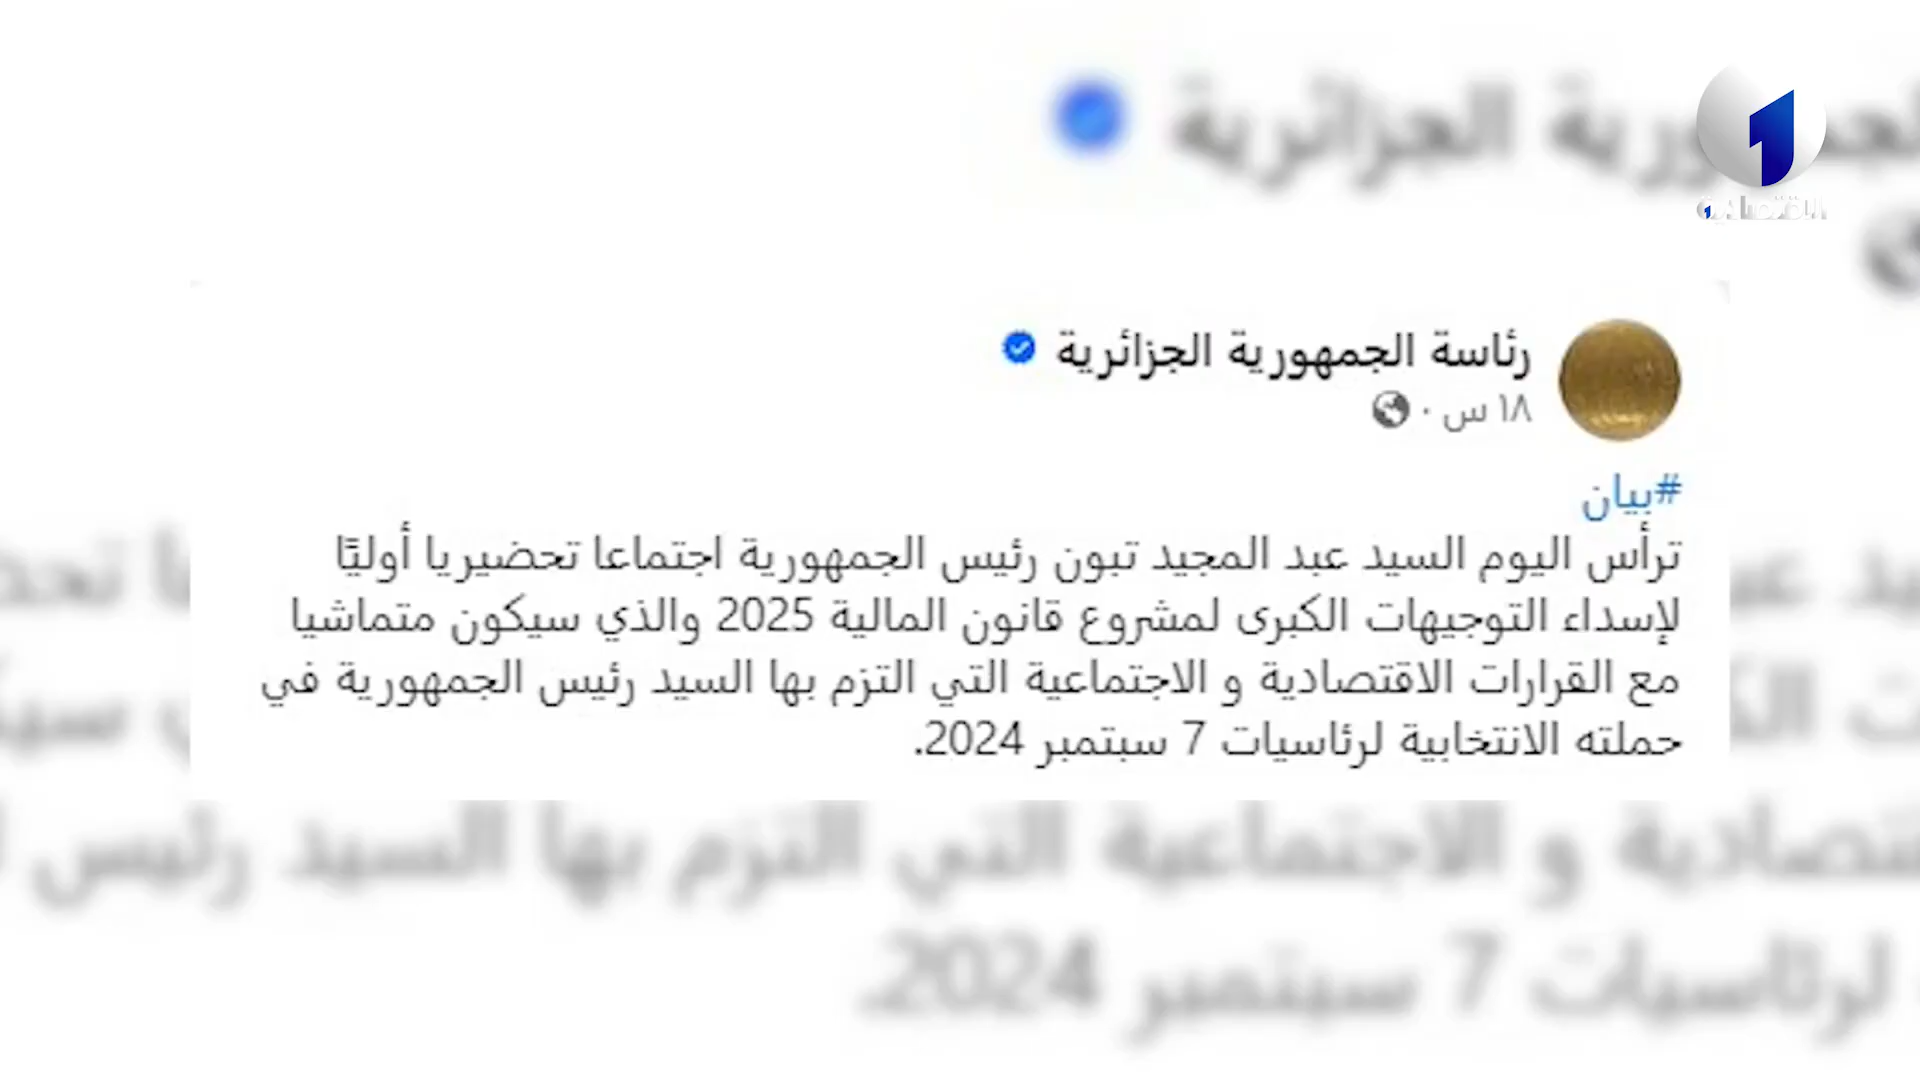 رئاسة الجمهورية الجزائرية
١٨ س ·
#بيان
ترأس اليوم السيد عبد المجيد تبون رئيس الجمهورية اجتماعا تحضيريا أوليًا
لإسداء التوجيهات الكبرى لمشروع قانون المالية 2025 والذي سيكون متماشيا
مع القرارات الاقتصادية و الاجتماعية التي التزم بها السيد رئيس الجمهورية في
حملته الانتخابية لرئاسيات 7 سبتمبر 2024.